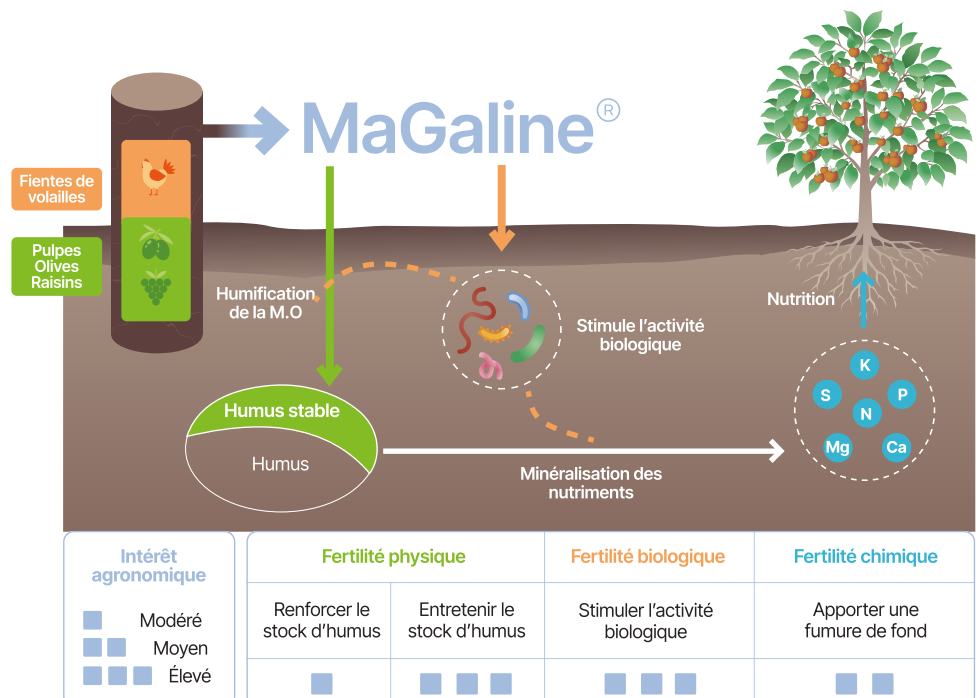 MaGaline®
Fientes de
volailles
Pulpes
Olives
Raisins
Humification
de la M.O
Stimule l'activité
biologique
Nutrition
K
S
P
N
Mg
Ca
Humus stable
Humus
Minéralisation des
nutriments
Intérêt
agronomique
Modéré
Moyen
Élevé
Fertilité physique
Fertilité biologique
Fertilité chimique
Renforcer le
stock d'humus
Entretenir le
stock d'humus
Stimuler l'activité
biologique
Apporter une
fumure de fond